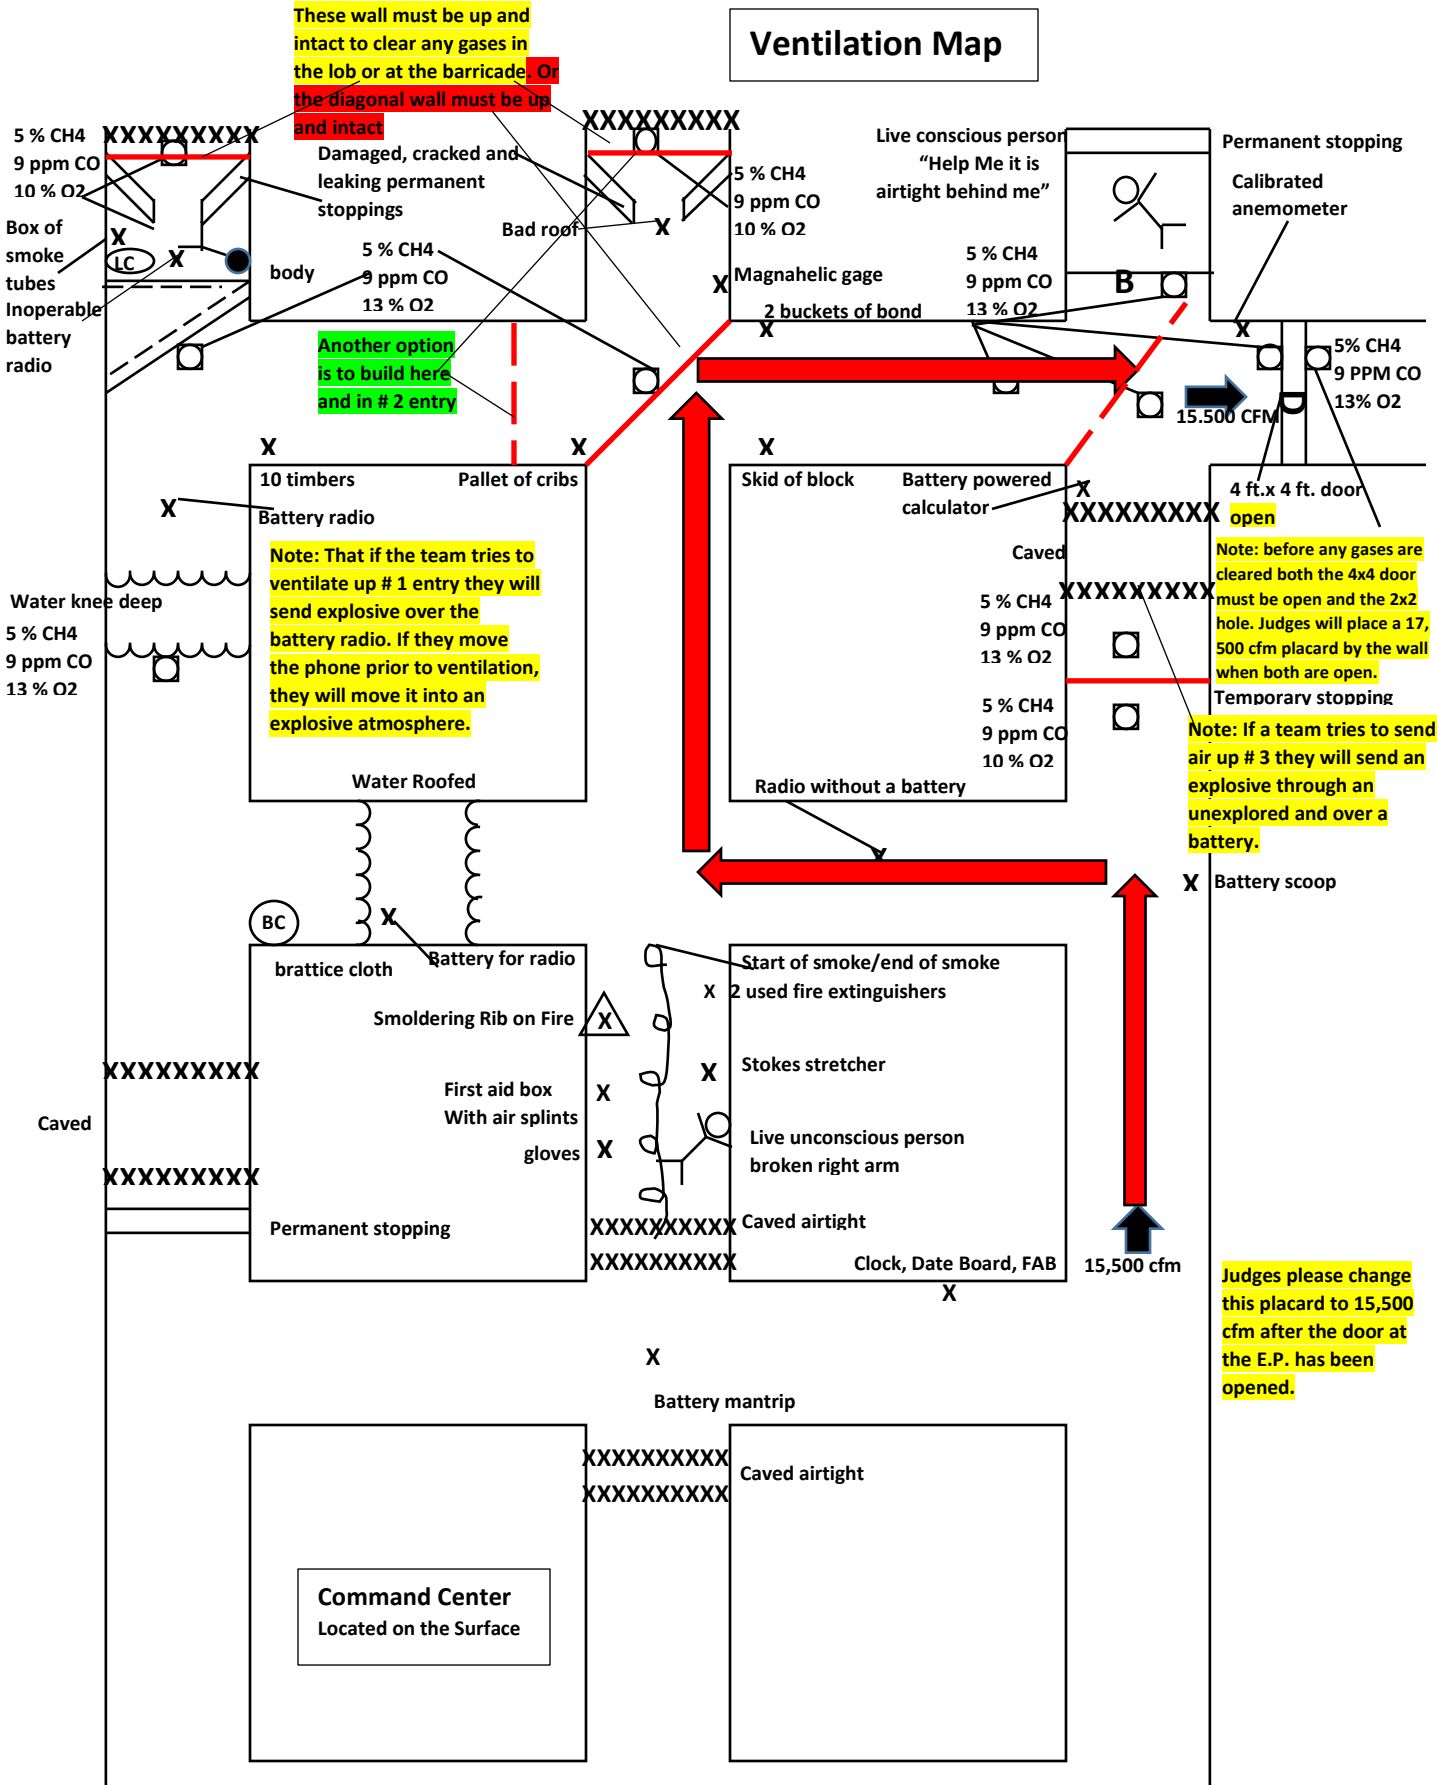 Ventilation Map
These wall must be up and
intact to clear any gases in
the lob or at the barricade. Or
the diagonal wall must be up
and intact
5 % CH4
9 ppm CO
10 % O2
XXXXXXXXX
Damaged, cracked and
leaking permanent
stoppings
XXXXXXXXX
5 % CH4
9 ppm CO
10 % O2
Live conscious person
“Help Me it is
airtight behind me”
Permanent stopping
Calibrated
anemometer
Box of
smoke
tubes
X
LC
X
Inoperable
battery
radio
body
Bad roof
X
5 % CH4
9 ppm CO
13 % O2
X
Magnahelic gage
2 buckets of bond
X
5 % CH4
9 ppm CO
13 % O2
B
X
5% CH4
9 PPM CO
13% O2
Another option
is to build here
and in # 2 entry
15.500 CFM
D
X
X
X
10 timbers
Pallet of cribs
Skid of block
Battery powered
calculator
X
4 ft.x 4 ft. door
open
X
Battery radio
XXXXXXXXX
Caved
XXXXXXXXX
Note: That if the team tries to
ventilate up # 1 entry they will
send explosive over the
battery radio. If they move
the phone prior to ventilation,
they will move it into an
explosive atmosphere.
Note: before any gases are
cleared both the 4x4 door
must be open and the 2x2
hole. Judges will place a 17,
500 cfm placard by the wall
when both are open.
Water knee deep
5 % CH4
9 ppm CO
13 % O2
5 % CH4
9 ppm CO
13 % O2
Temporary stopping
5 % CH4
9 ppm CO
10 % O2
Note: If a team tries to send
air up # 3 they will send an
explosive through an
unexplored and over a
battery.
Water Roofed
Radio without a battery
X
X
Battery scoop
BC
X
brattice cloth
Battery for radio
Start of smoke/end of smoke
X
2 used fire extinguishers
Smoldering Rib on Fire
X
XXXXXXXXX
Caved
XXXXXXXXX
First aid box
With air splints
X
gloves
X
X
Stokes stretcher
Live unconscious person
broken right arm
Permanent stopping
XXXXXXXXXX
Caved airtight
XXXXXXXXXX
Clock, Date Board, FAB
X
15,500 cfm
Judges please change
this placard to 15,500
cfm after the door at
the E.P. has been
opened.
X
Battery mantrip
XXXXXXXXXX
Caved airtight
XXXXXXXXXX
Command Center
Located on the Surface